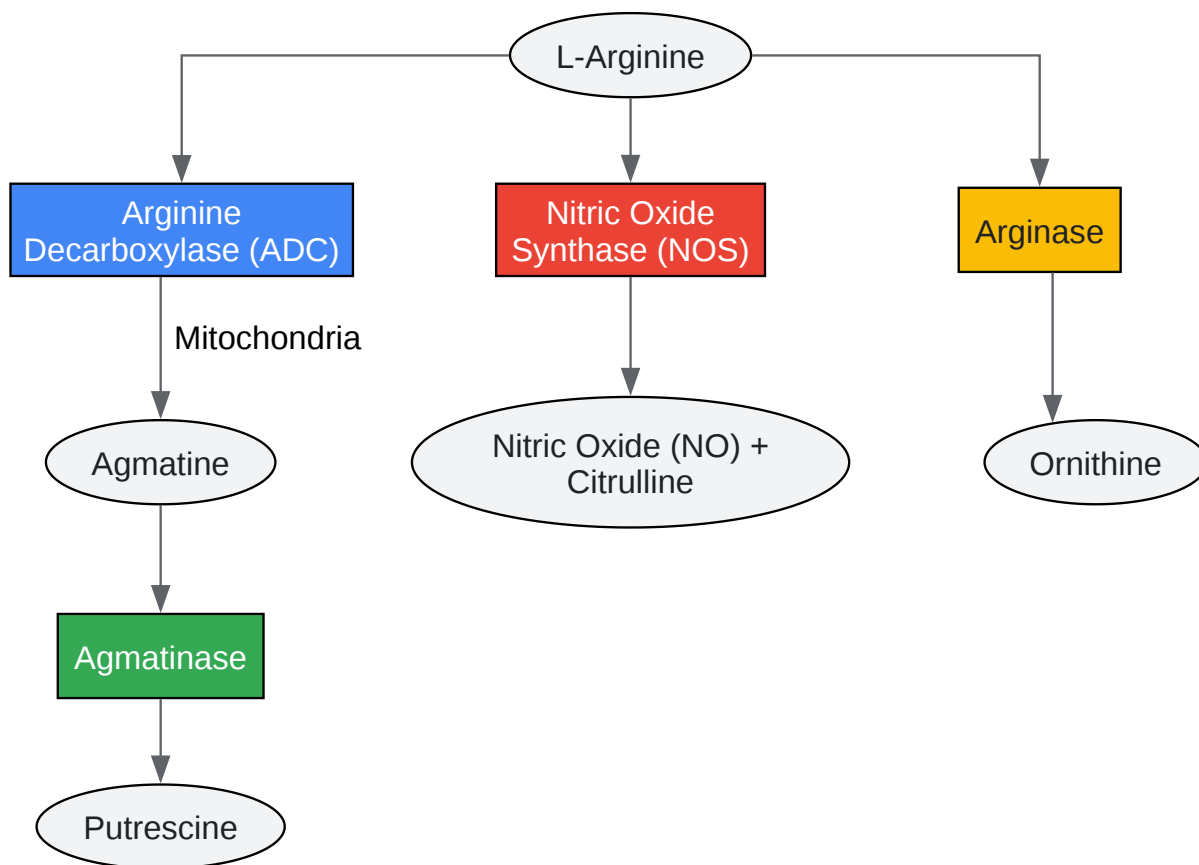 L-Arginine
Arginine
Decarboxylase (ADC)
Nitric Oxide
Synthase (NOS)
Arginase
Mitochondria
Agmatine
Nitric Oxide (NO) +
Citrulline
Ornithine
Agmatinase
Putrescine